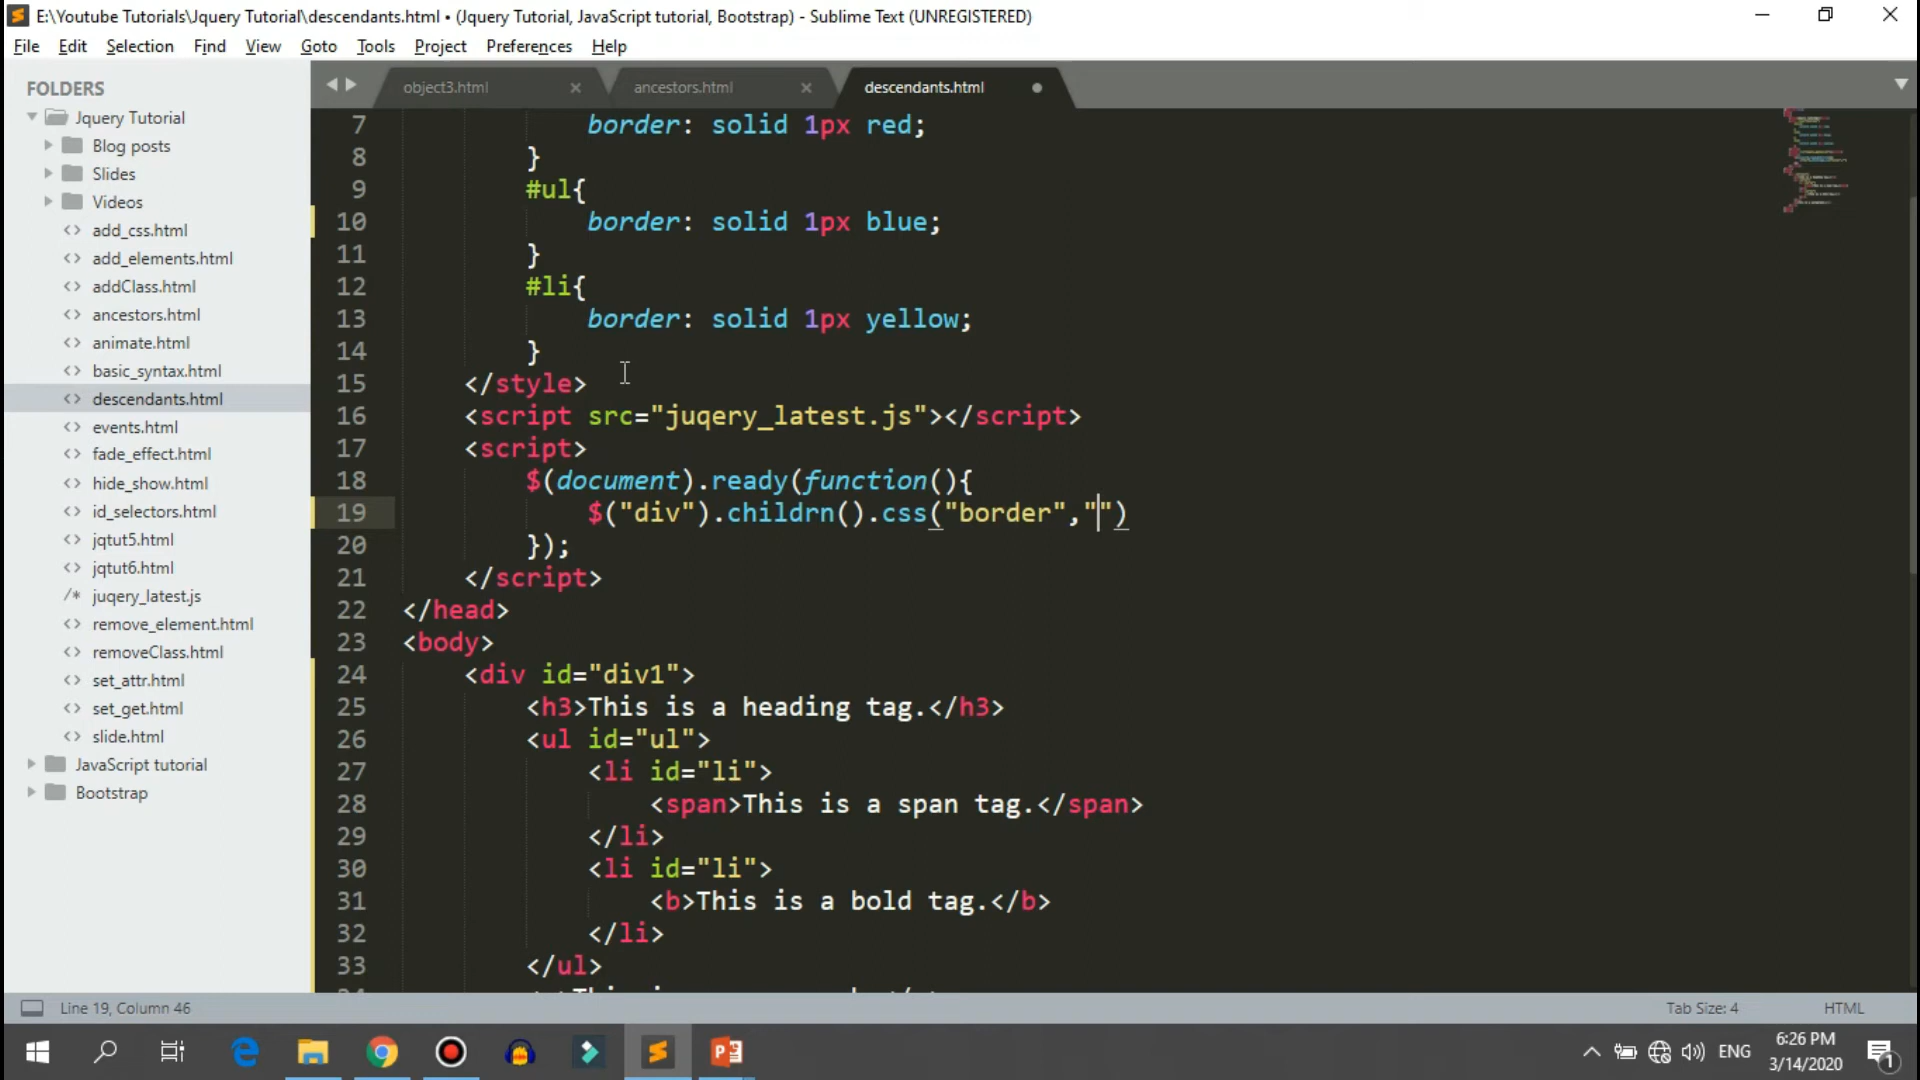 E:\Youtube Tutorials\Jquery Tutorial\descendants.html • (Jquery Tutorial, JavaScript tutorial, Bootstrap) - Sublime Text (UNREGISTERED)
File Edit Selection Find View Goto Tools Project Preferences Help
FOLDERS
Jquery Tutorial
Blog posts
Slides
Videos
add_css.html
add_elements.html
addClass.html
ancestors.html
animate.html
basic_syntax.html
descendants.html
events.html
fade_effect.html
hide_show.html
id_selectors.html
jqtut5.html
jqtut6.html
/* juqery_latest.js
remove_element.html
removeClass.html
set_attr.html
set_get.html
slide.html
JavaScript tutorial
Bootstrap
object3.html × ancestors.html × descendants.html
7 border: solid 1px red;
8 }
9 #ul{
10 border: solid 1px blue;
11 }
12 #li{
13 border: solid 1px yellow;
14 }
15 </style>
16 <script src="juqery_latest.js"></script>
17 <script>
18 $(document).ready(function(){
19 $("div").childrn().css("border","")
20 });
21 </script>
22 </head>
23 <body>
24 <div id="div1">
25 <h3>This is a heading tag.</h3>
26 <ul id="ul">
27 <li id="li">
28 <span>This is a span tag.</span>
29 </li>
30 <li id="li">
31 <b>This is a bold tag.</b>
32 </li>
33 </ul>
Line 19, Column 46 Tab Size: 4 HTML
ENG 6:26 PM
3/14/2020
1